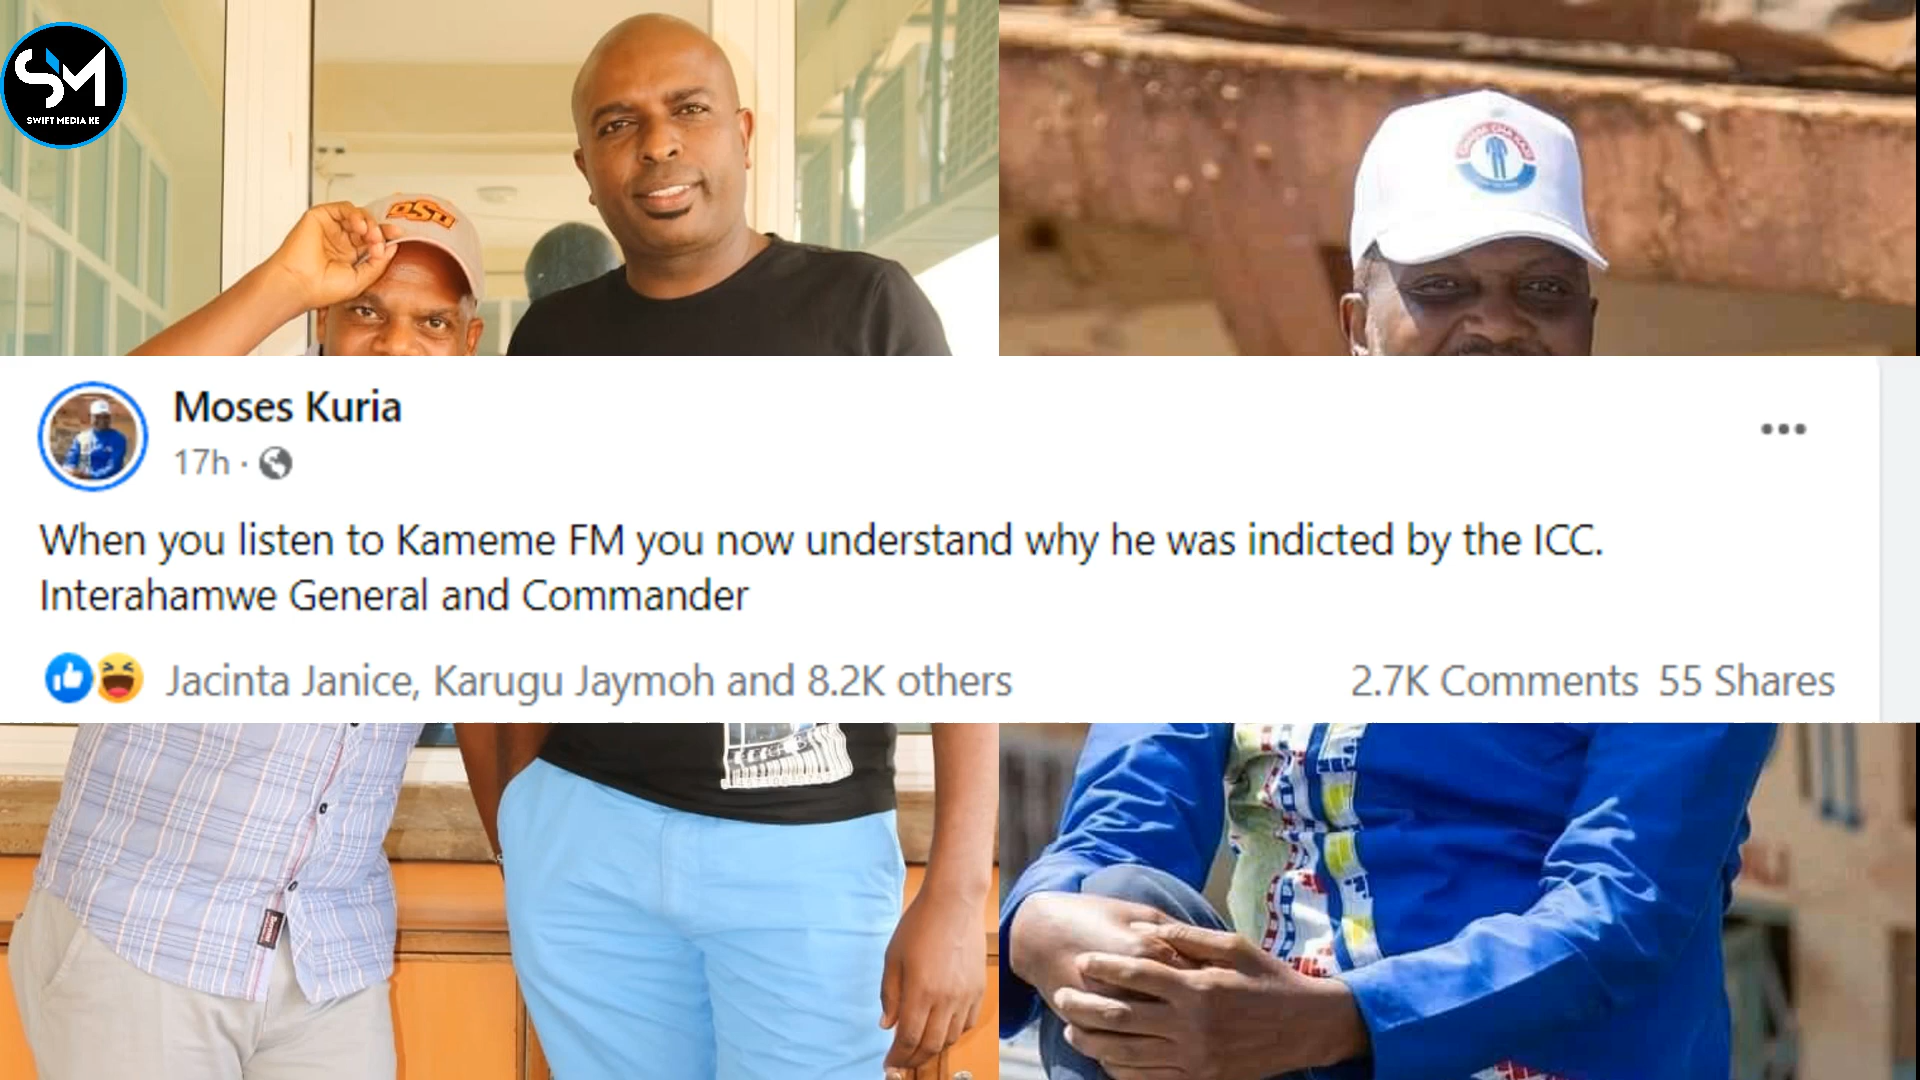 SM
SWIFT MEDIA KE
OSU
Moses Kuria
17h ·
When you listen to Kameme FM you now understand why he was indicted by the ICC.
Interahamwe General and Commander
Jacinta Janice, Karugu Jaymoh and 8.2K others
2.7K Comments 55 Shares